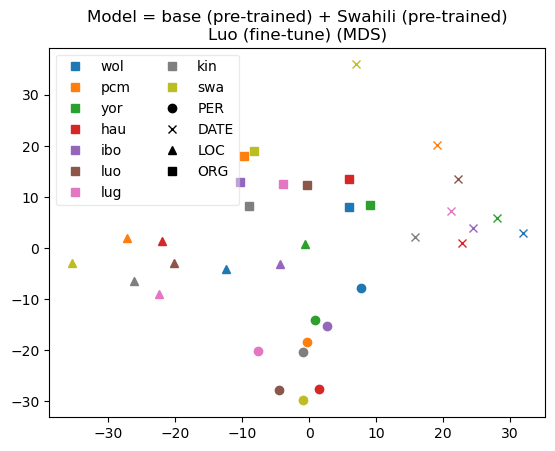 Model = base (pre-trained) + Swahili (pre-trained)
Luo (fine-tune) (MDS)
wol
pcm
yor
hau
ibo
luo
lug
kin
swa
PER
DATE
LOC
ORG
30
20
10
0
−10
−20
−30
−30 −20 −10 0 10 20 30